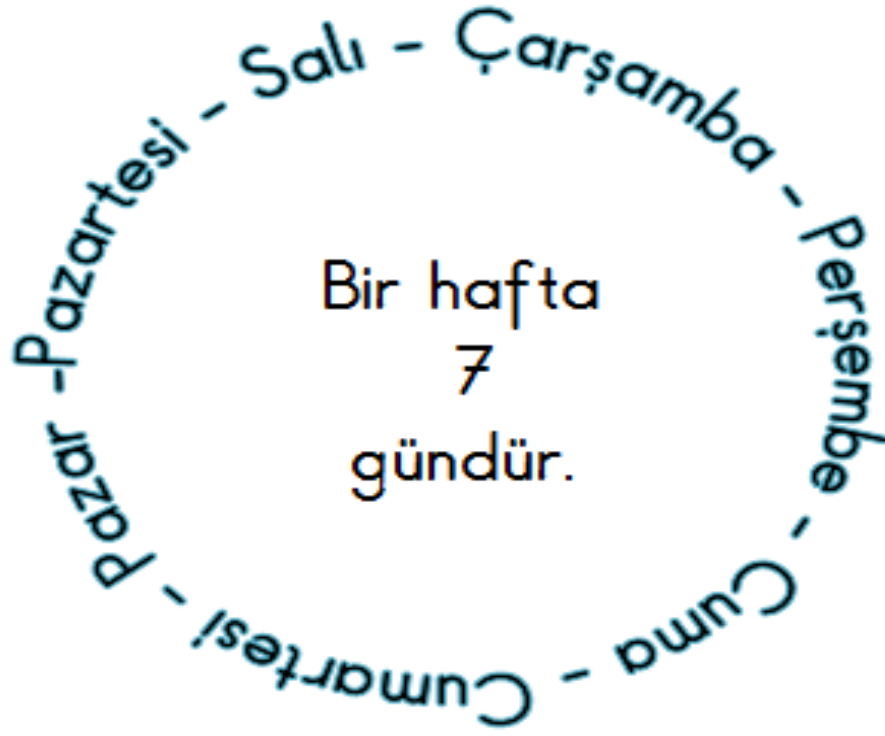 Pazartesi - Salı - Çarşamba - Perşembe - Cuma - Cumartesi - Pazar -
Bir hafta
7
gündür.